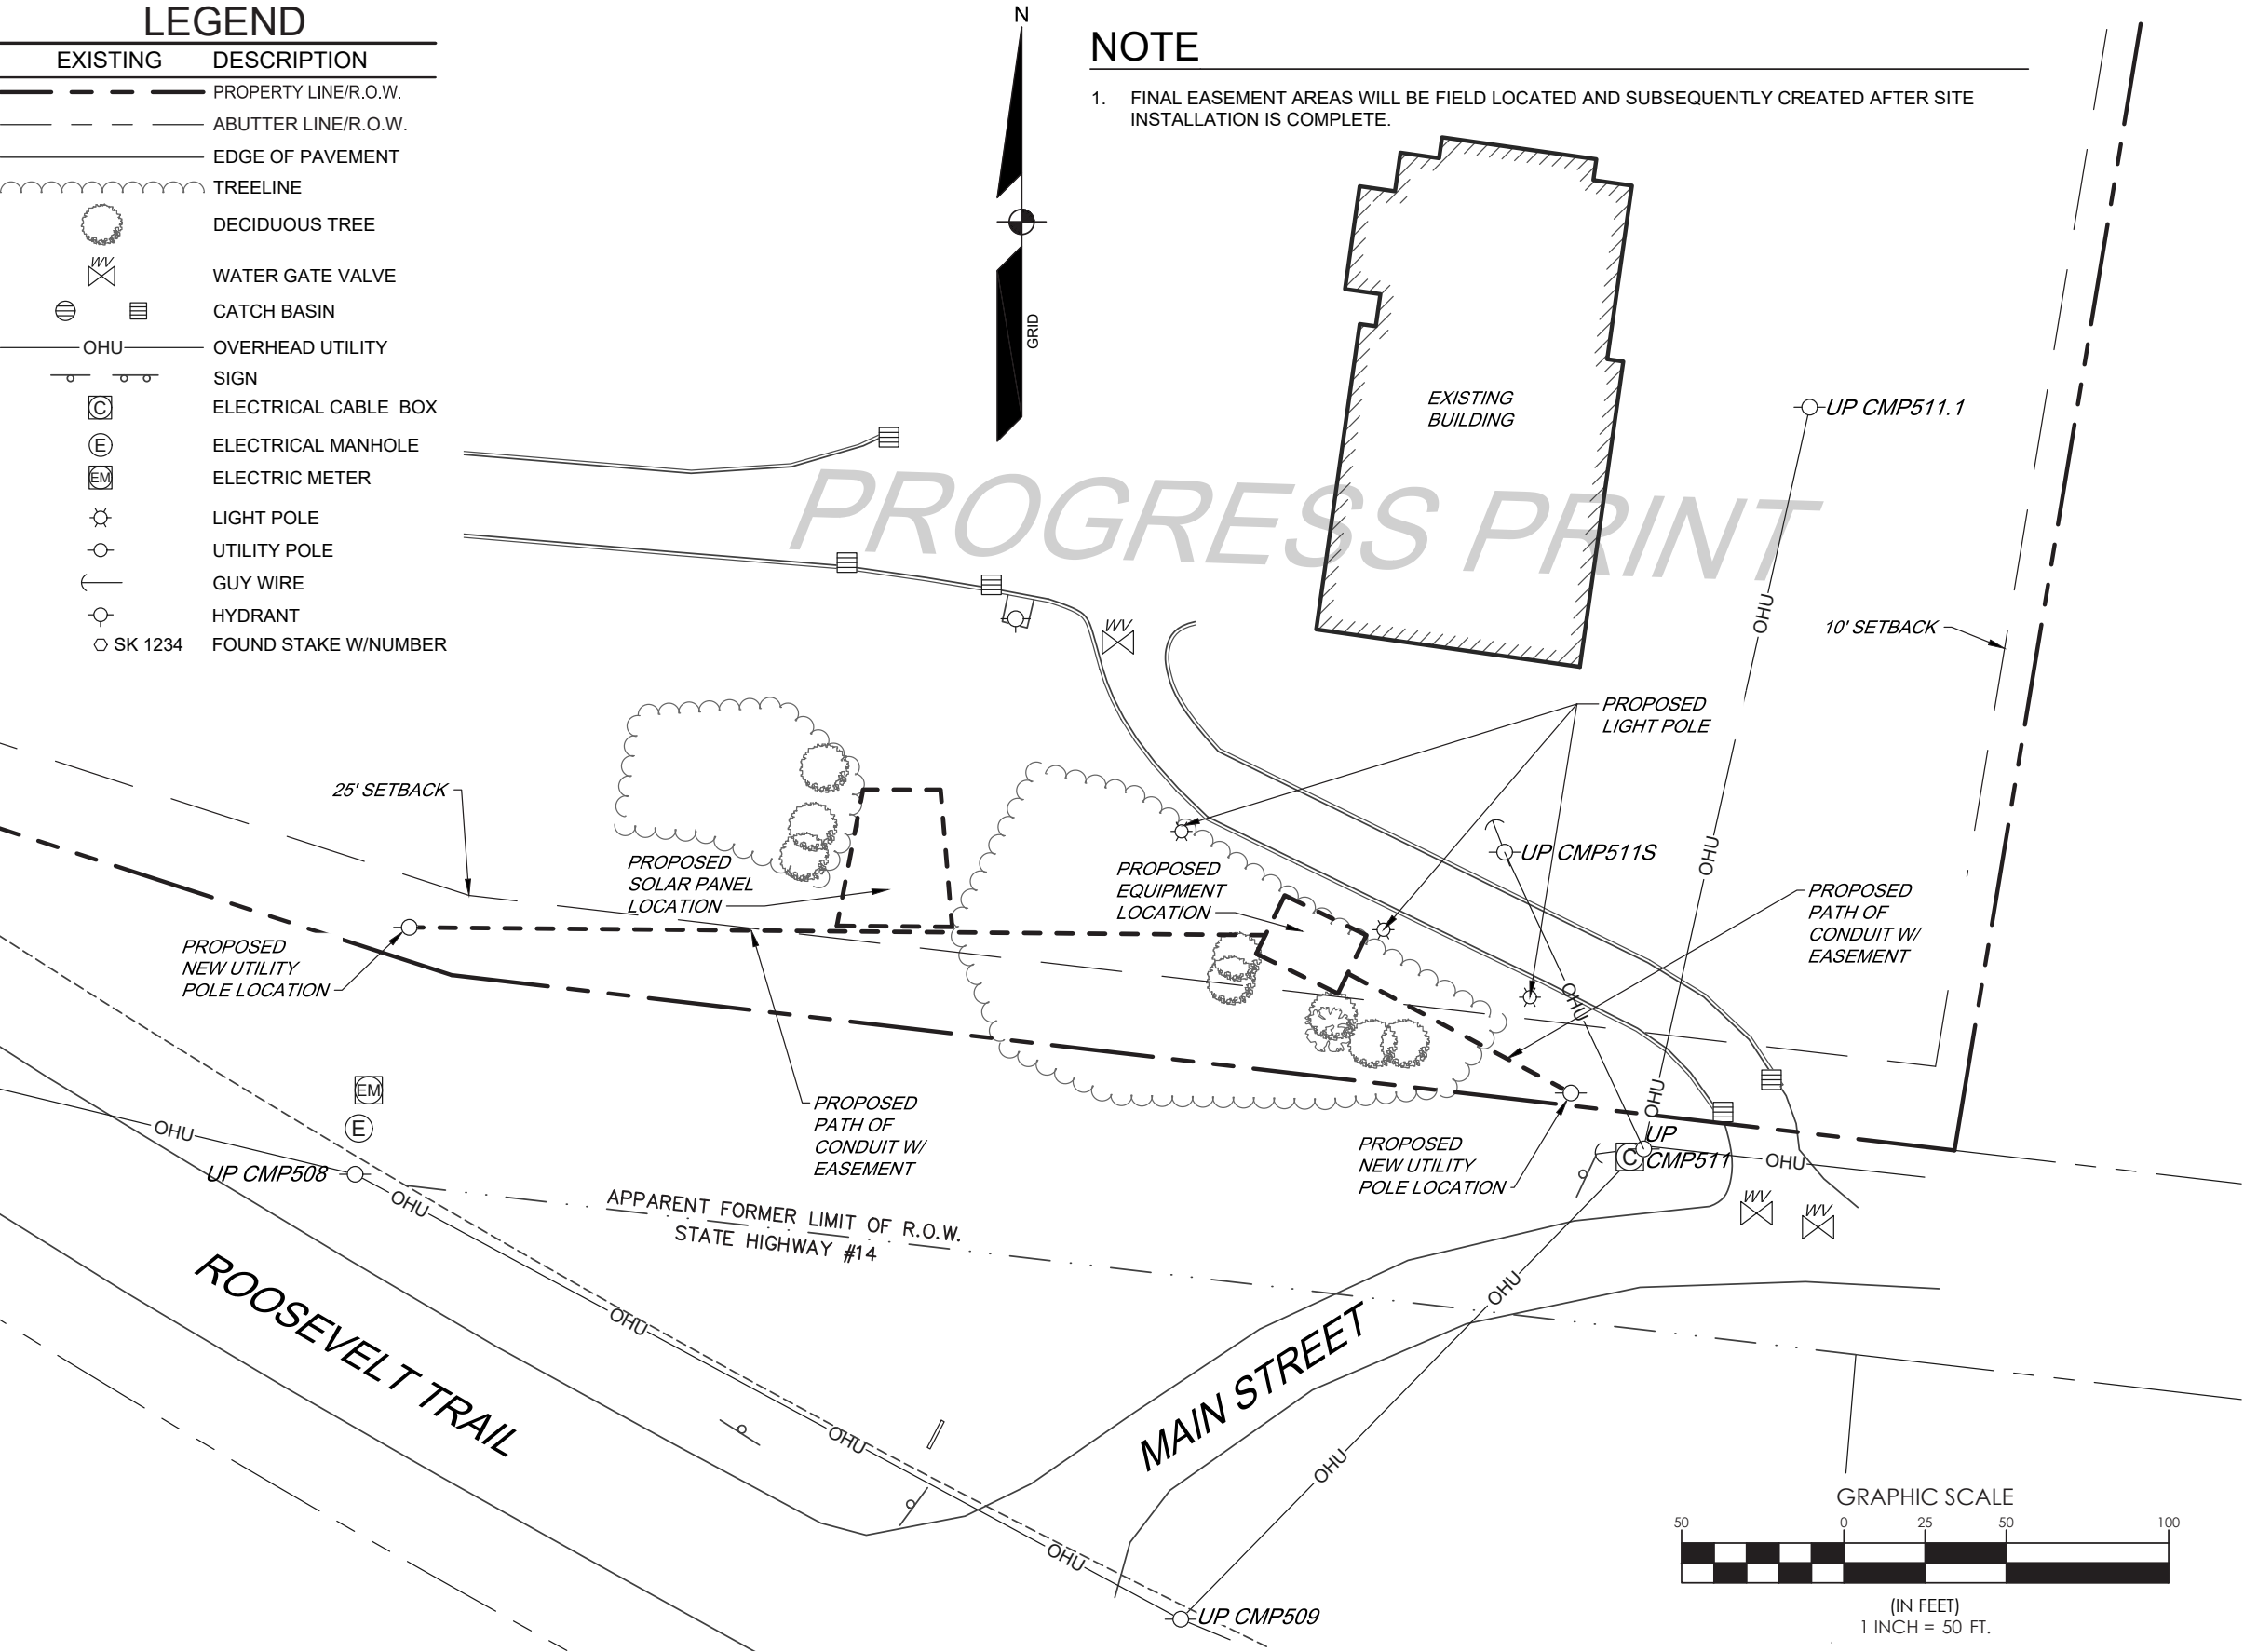 LEGEND
EXISTING DESCRIPTION
PROPERTY LINE/R.O.W.
ABUTTER LINE/R.O.W.
EDGE OF PAVEMENT
TREELINE
DECIDUOUS TREE
WV
WATER GATE VALVE
CATCH BASIN
OHU OVERHEAD UTILITY
SIGN
C ELECTRICAL CABLE BOX
E ELECTRICAL MANHOLE
EM ELECTRIC METER
LIGHT POLE
UTILITY POLE
GUY WIRE
HYDRANT
SK 1234 FOUND STAKE W/NUMBER
N
GRID
NOTE
1. FINAL EASEMENT AREAS WILL BE FIELD LOCATED AND SUBSEQUENTLY CREATED AFTER SITE
INSTALLATION IS COMPLETE.
EXISTING
BUILDING
UP CMP511.1
PROGRESS PRINT
OHU
10' SETBACK
WV
PROPOSED
LIGHT POLE
25' SETBACK
PROPOSED
SOLAR PANEL
LOCATION
PROPOSED
EQUIPMENT
LOCATION
UP CMP511S
OHU
PROPOSED
PATH OF
CONDUIT W/
EASEMENT
PROPOSED
NEW UTILITY
POLE LOCATION
OHU
EM
E
OHU
UP CMP508
OHU
PROPOSED
PATH OF
CONDUIT W/
EASEMENT
PROPOSED
NEW UTILITY
POLE LOCATION
OHU
UP
CMP511
C
OHU
WV
WV
APPARENT FORMER LIMIT OF R.O.W.
STATE HIGHWAY #14
ROOSEVELT TRAIL
OHU
OHU
MAIN STREET
OHU
OHU
OHU
UP CMP509
GRAPHIC SCALE
50 0 25 50 100
(IN FEET)
1 INCH = 50 FT.